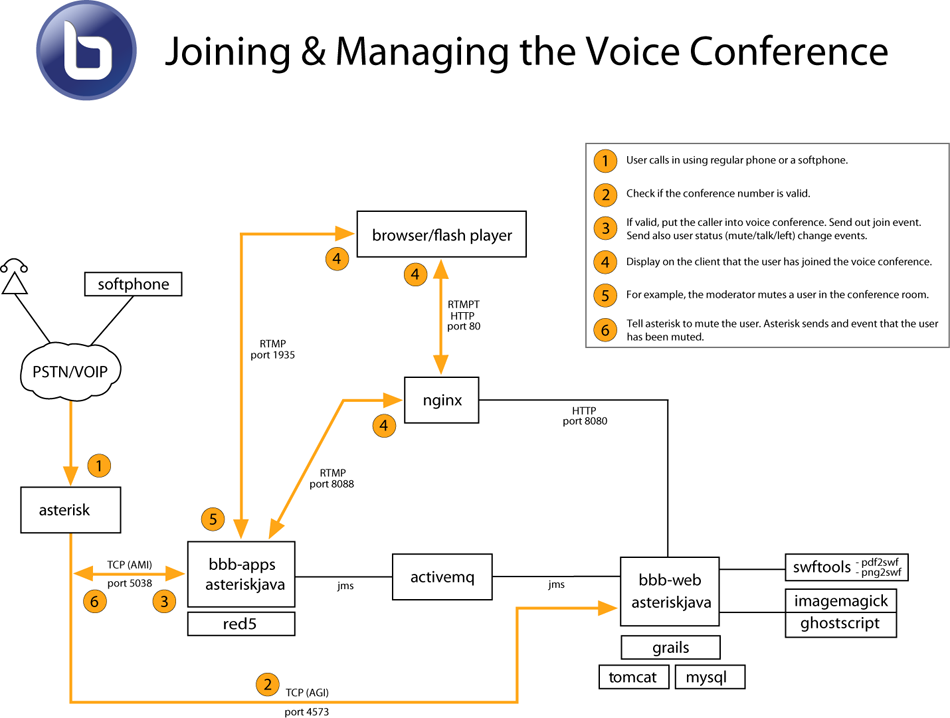 b
Joining & Managing the Voice Conference
1 User calls in using regular phone or a softphone.
2 Check if the conference number is valid.
3 If valid, put the caller into voice conference. Send out join event.
Send also user status (mute/talk/left) change events.
4 Display on the client that the user has joined the voice conference.
5 For example, the moderator mutes a user in the conference room.
6 Tell asterisk to mute the user. Asterisk sends and event that the user
has been muted.
browser/flash player
4
4
softphone
RTMPT
HTTP
port 80
RTMP
port 1935
PSTN/VOIP
nginx
4
HTTP
port 8080
1
RTMP
port 8088
asterisk
5
TCP (AMI)
port 5038
6
3
bbb-apps
asteriskjava
red5
jms
activemq
jms
bbb-web
asteriskjava
swftools
- pdf2swf
- png2swf
imagemagick
ghostscript
grails
tomcat
mysql
2
TCP (AGI)
port 4573